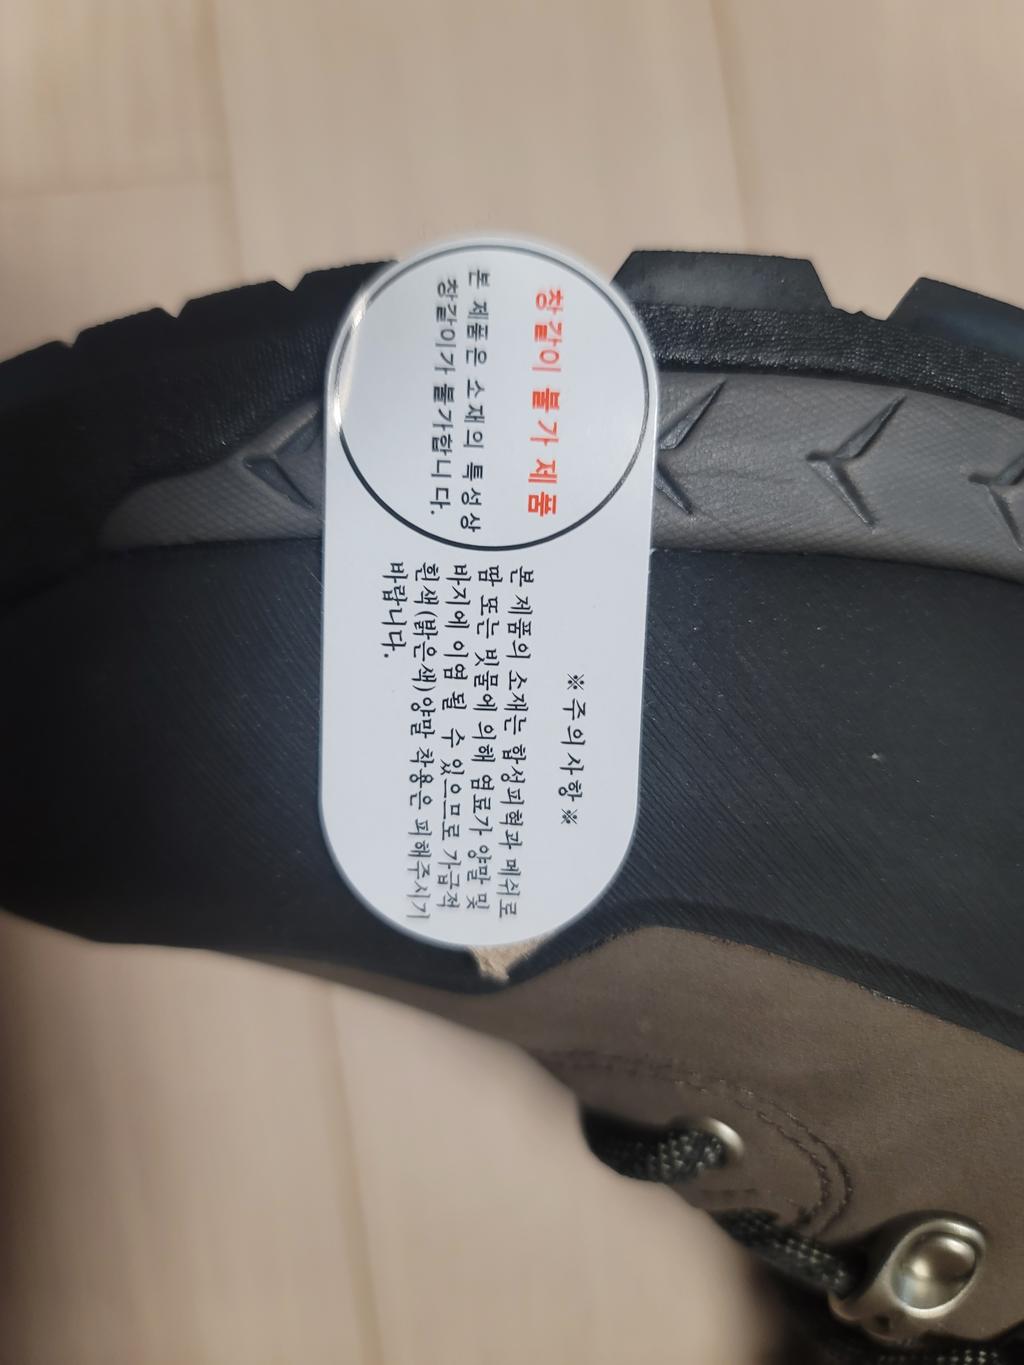 창갈이 불가 제품
본 제품은 소재의 특성상
창갈이가 불가합니 다.
※주의사항※
본 제품의 소재는 합성피혁과 메쉬로
땀 또는 빗물에 의해 염료가 양말 및
바지에 이염 될 수 있으므로 가급적
흰색(밝은색)양말 착용은 피해주시기
바랍니다.